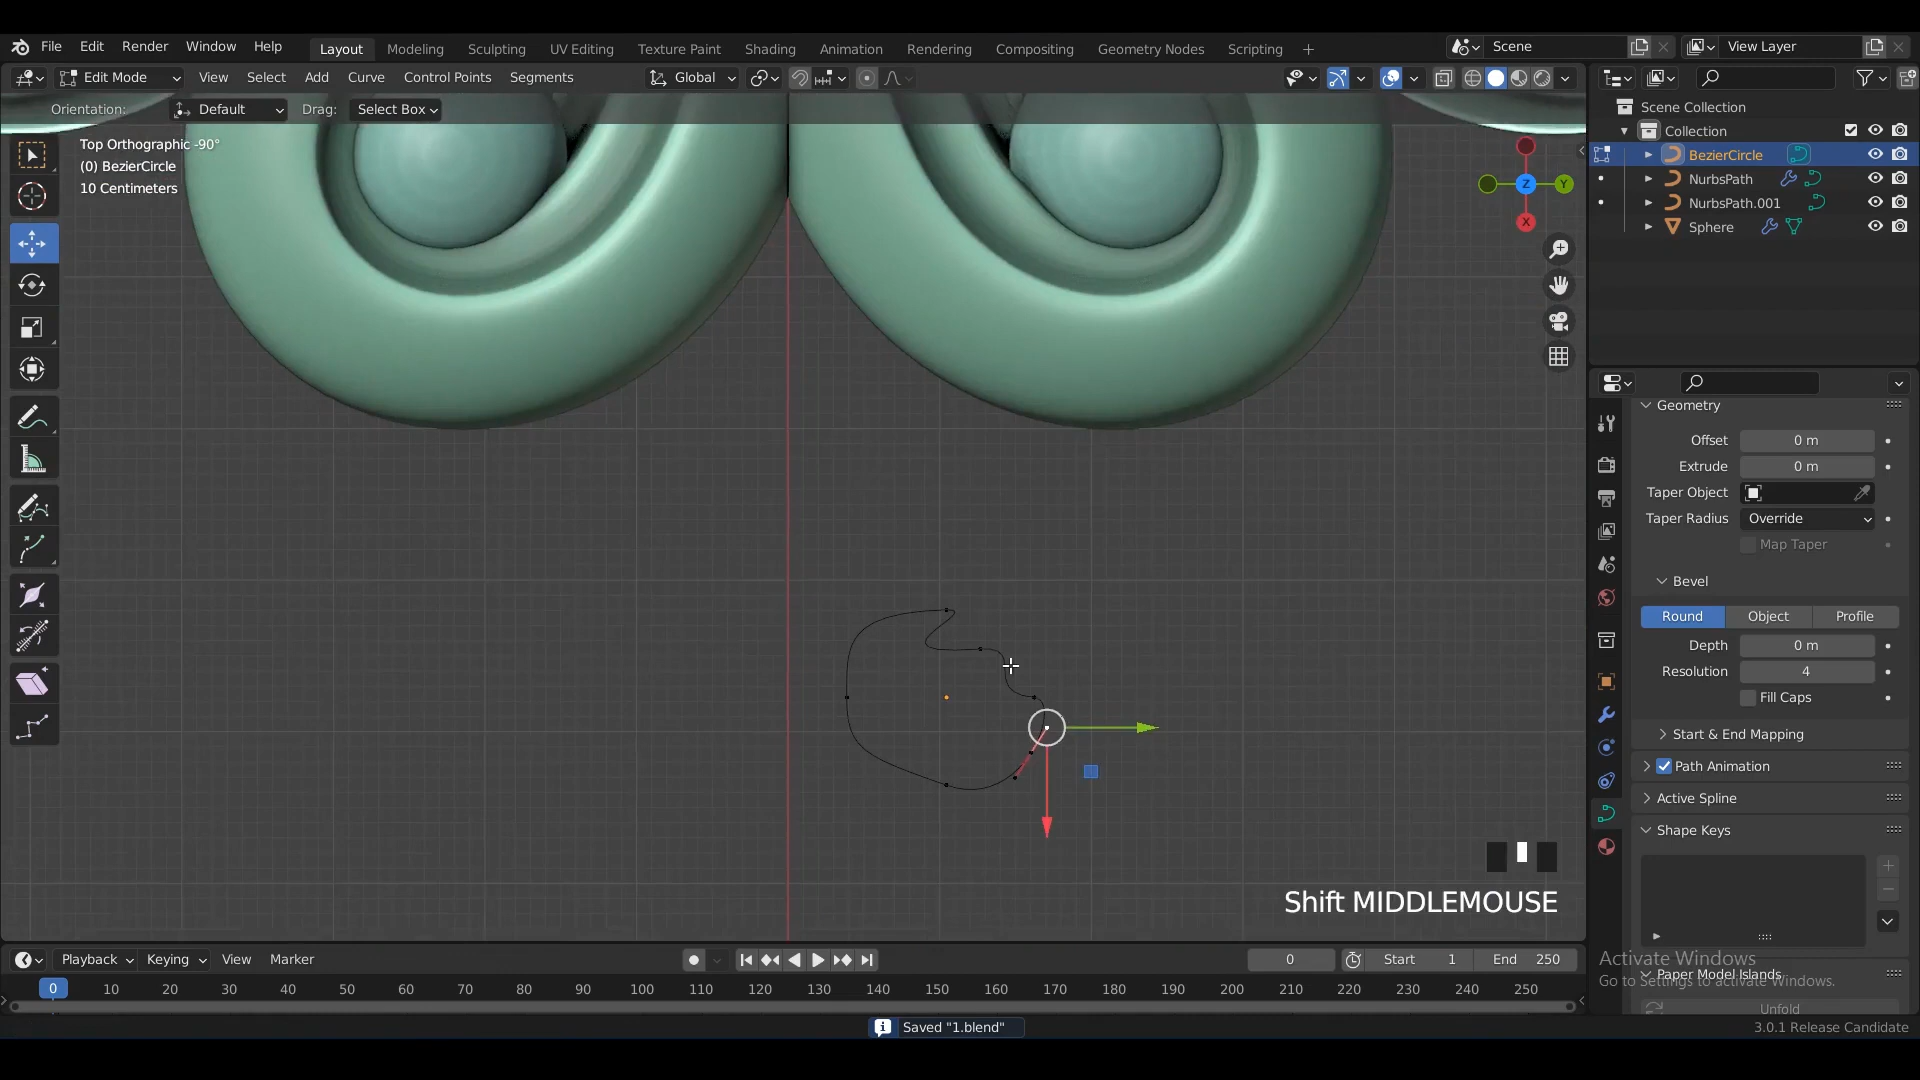 File Edit Render Window Help Layout Modeling Sculpting UV Editing Texture Paint Shading Animation Rendering Compositing Geometry Nodes Scripting + Scene View Layer
Edit Mode View Select Add Curve Control Points Segments Global
Orientation: Default Drag: Select Box
Top Orthographic -90°
(0) BezierCircle
10 Centimeters
X
Y
Z
Scene Collection
Collection
BezierCircle
NurbsPath
NurbsPath.001
Sphere
Geometry
Offset 0 m
Extrude 0 m
Taper Object
Taper Radius Override
Map Taper
Bevel
Round Object Profile
Depth 0 m
Resolution 4
Fill Caps
Start & End Mapping
Path Animation
Active Spline
Shape Keys
Paper Model Islands
Unfold
Activate Windows
Go to Settings to activate Windows.
Shift MIDDLEMOUSE
Playback Keying View Marker 0 Start 1 End 250
0 10 20 30 40 50 60 70 80 90 100 110 120 130 140 150 160 170 180 190 200 210 220 230 240 250
Saved "1.blend"
3.0.1 Release Candidate